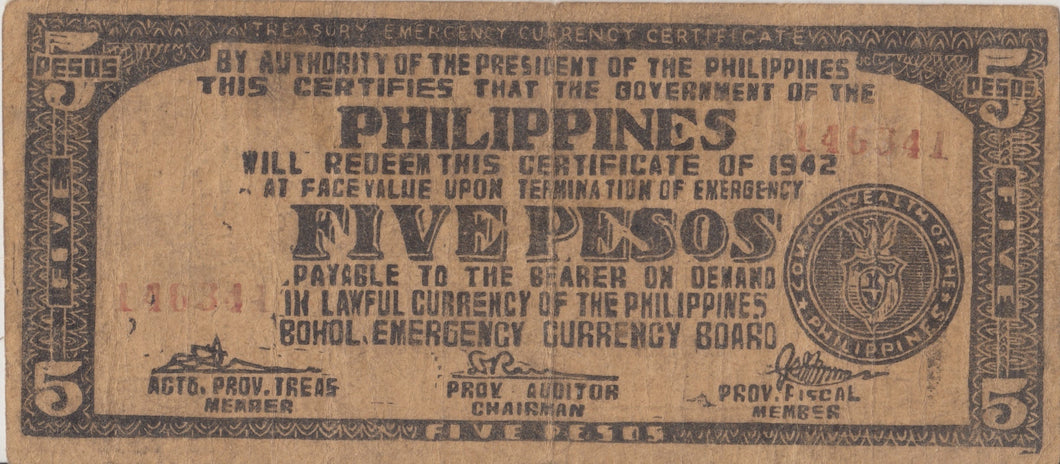 TREASURY EMERGENCY CURRENCY CERTIFICATE
5 PESOS
5 PESOS
BY AUTHORITY OF THE PRESIDENT OF THE PHILIPPINES
THIS CERTIFIES THAT THE GOVERNMENT OF THE
PHILIPPINES
146341
WILL REDEEM THIS CERTIFICATE OF 1942
AT FACE VALUE UPON TERMINATION OF EMERGENCY
FIVE
FIVE PESOS
FIVE
COMMONWEALTH OF THE PHILIPPINES
PAYABLE TO THE BEARER ON DEMAND
146341
IN LAWFUL CURRENCY OF THE PHILIPPINES
BOHOL EMERGENCY CURRENCY BOARD
ACTG. PROV. TREAS
MEMBER
PROV. AUDITOR
CHAIRMAN
PROV. FISCAL
MEMBER
5
5
FIVE PESOS